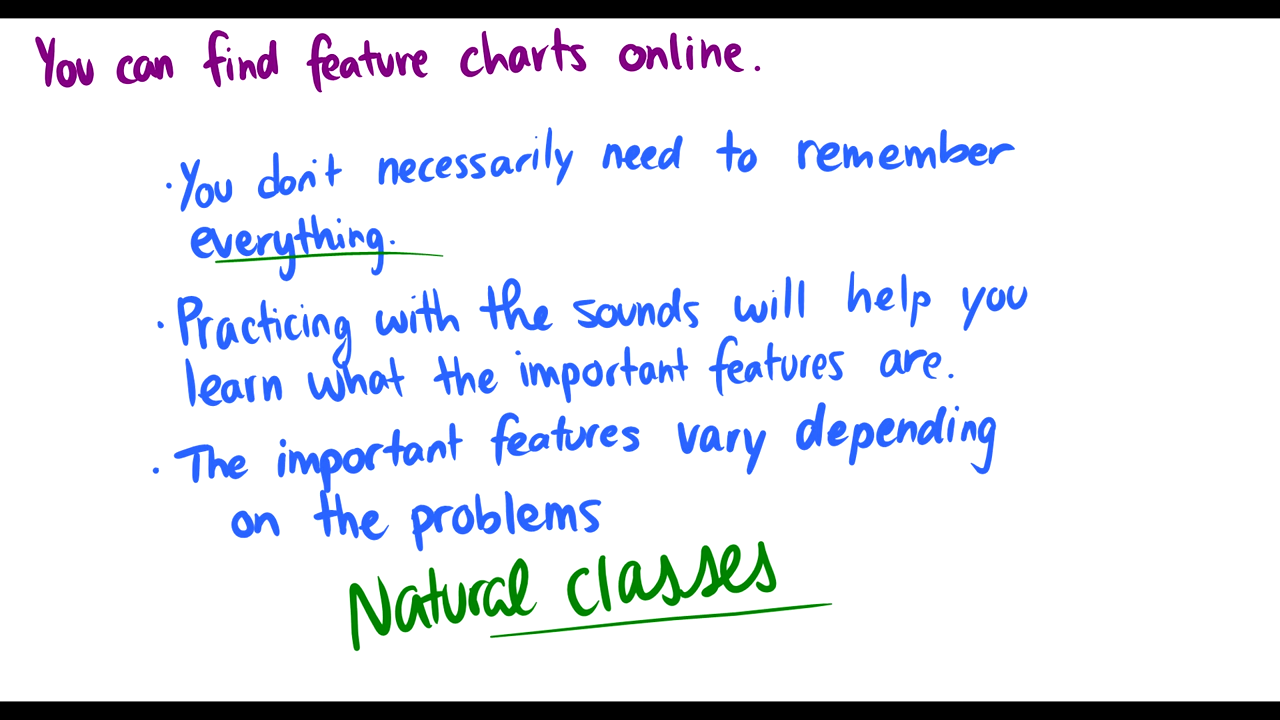 You can find feature charts online.
· You don't necessarily need to remember
everything.
· Practicing with the sounds will help you
learn what the important features are.
· The important features vary depending
on the problems
Natural classes